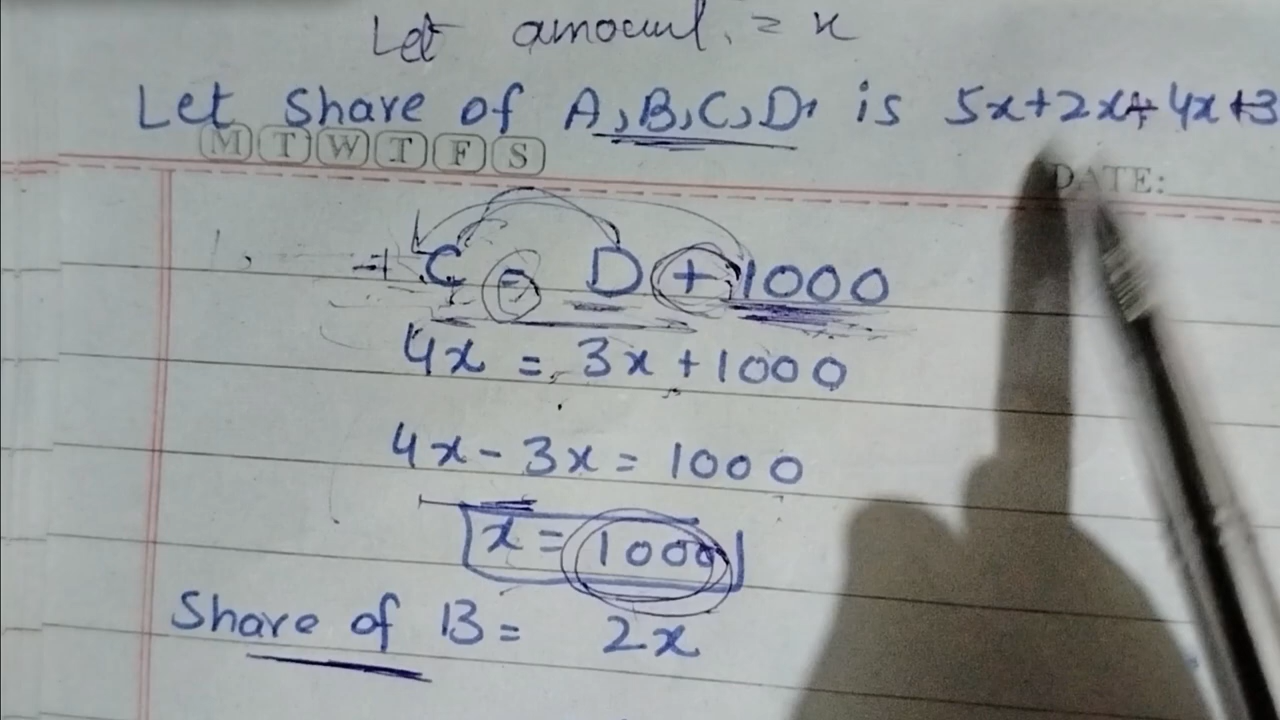 Let amount. = x
Let share of A,B,C,D, is 5x+2x+4x+3
M T W T F S
DATE:
C = D + 1000
4x = 3x + 1000
4x - 3x = 1000
x = 1000
Share of B = 2x